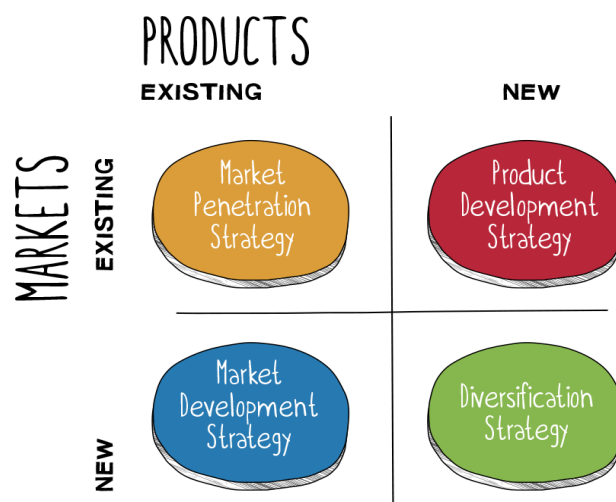 PRODUCTS
EXISTING
NEW
MARKETS
EXISTING
Market
Penetration
Strategy
Product
Development
Strategy
NEW
Market
Development
Strategy
Diversification
Strategy